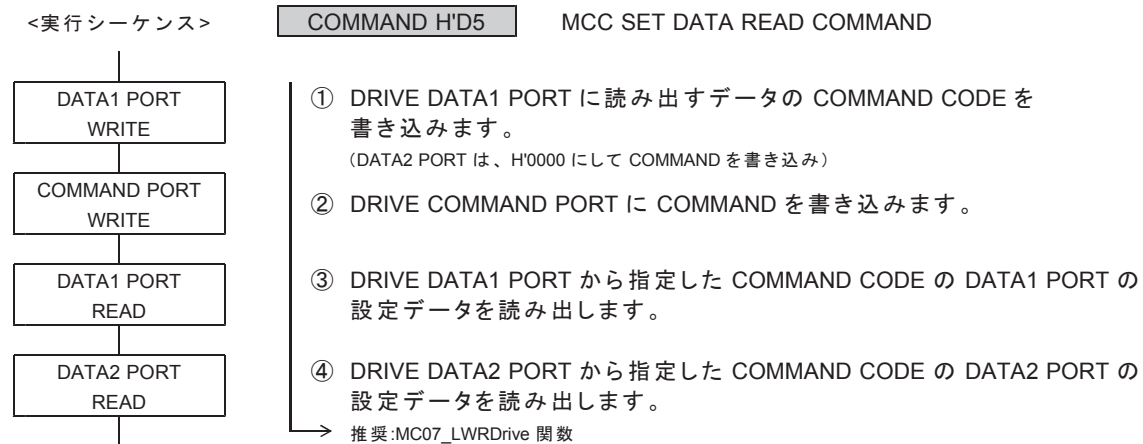 <実行シーケンス>
COMMAND H'D5 MCC SET DATA READ COMMAND
DATA1 PORT
WRITE
① DRIVE DATA1 PORT に読み出すデータの COMMAND CODE を
書き込みます。
（DATA2 PORT は、H'0000 にして COMMAND を書き込み）
COMMAND PORT
WRITE
② DRIVE COMMAND PORT に COMMAND を書き込みます。
DATA1 PORT
READ
③ DRIVE DATA1 PORT から指定した COMMAND CODE の DATA1 PORT の
設定データを読み出します。
DATA2 PORT
READ
④ DRIVE DATA2 PORT から指定した COMMAND CODE の DATA2 PORT の
設定データを読み出します。
推奨:MC07_LWRDrive 関数